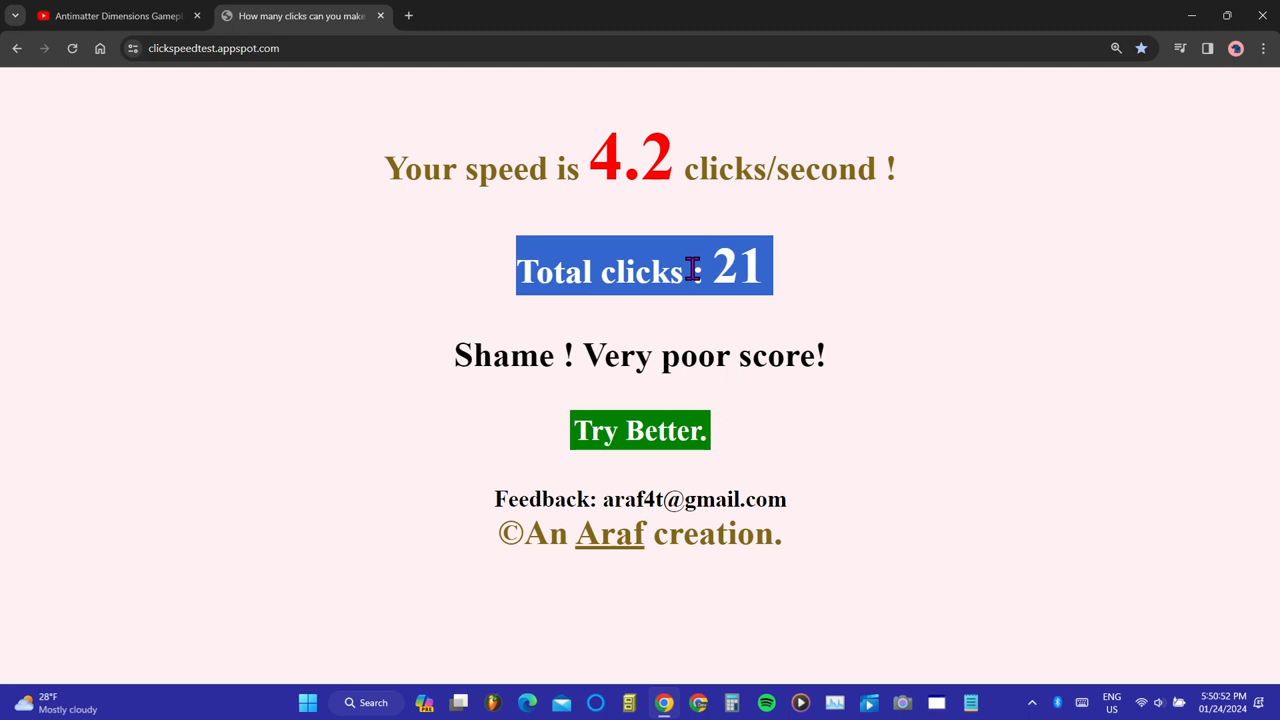 Antimatter Dimensions Gamepl
How many clicks can you make
clickspeedtest.appspot.com
Your speed is 4.2 clicks/second !
Total clicks : 21
Shame ! Very poor score!
Try Better.
Feedback: araf4t@gmail.com
©An Araf creation.
28°F
Mostly cloudy
Search
ENG
US
5:50:52 PM
01/24/2024